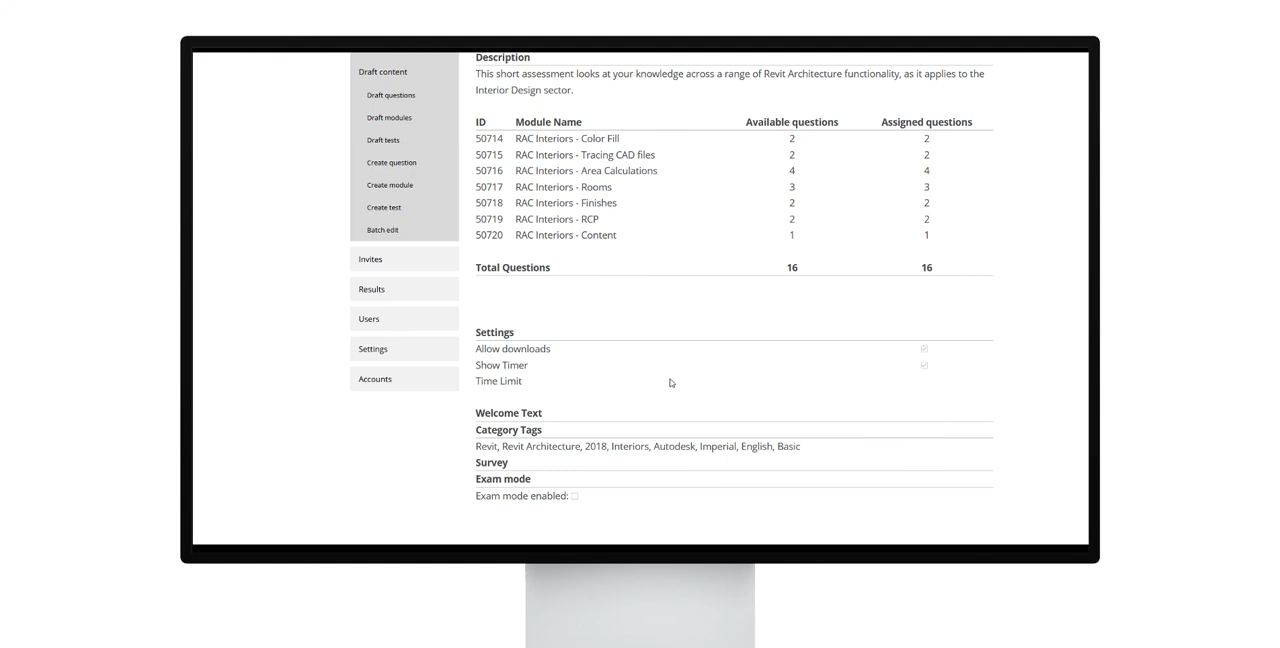 Draft content
Draft questions
Draft modules
Draft tests
Create question
Create module
Create test
Batch edit
Invites
Results
Users
Settings
Accounts
Description
This short assessment looks at your knowledge across a range of Revit Architecture functionality, as it applies to the
Interior Design sector.
ID Module Name Available questions Assigned questions
50714 RAC Interiors - Color Fill 2 2
50715 RAC Interiors - Tracing CAD files 2 2
50716 RAC Interiors - Area Calculations 4 4
50717 RAC Interiors - Rooms 3 3
50718 RAC Interiors - Finishes 2 2
50719 RAC Interiors - RCP 2 2
50720 RAC Interiors - Content 1 1
Total Questions 16 16
Settings
Allow downloads
Show Timer
Time Limit
Welcome Text
Category Tags
Revit, Revit Architecture, 2018, Interiors, Autodesk, Imperial, English, Basic
Survey
Exam mode
Exam mode enabled: